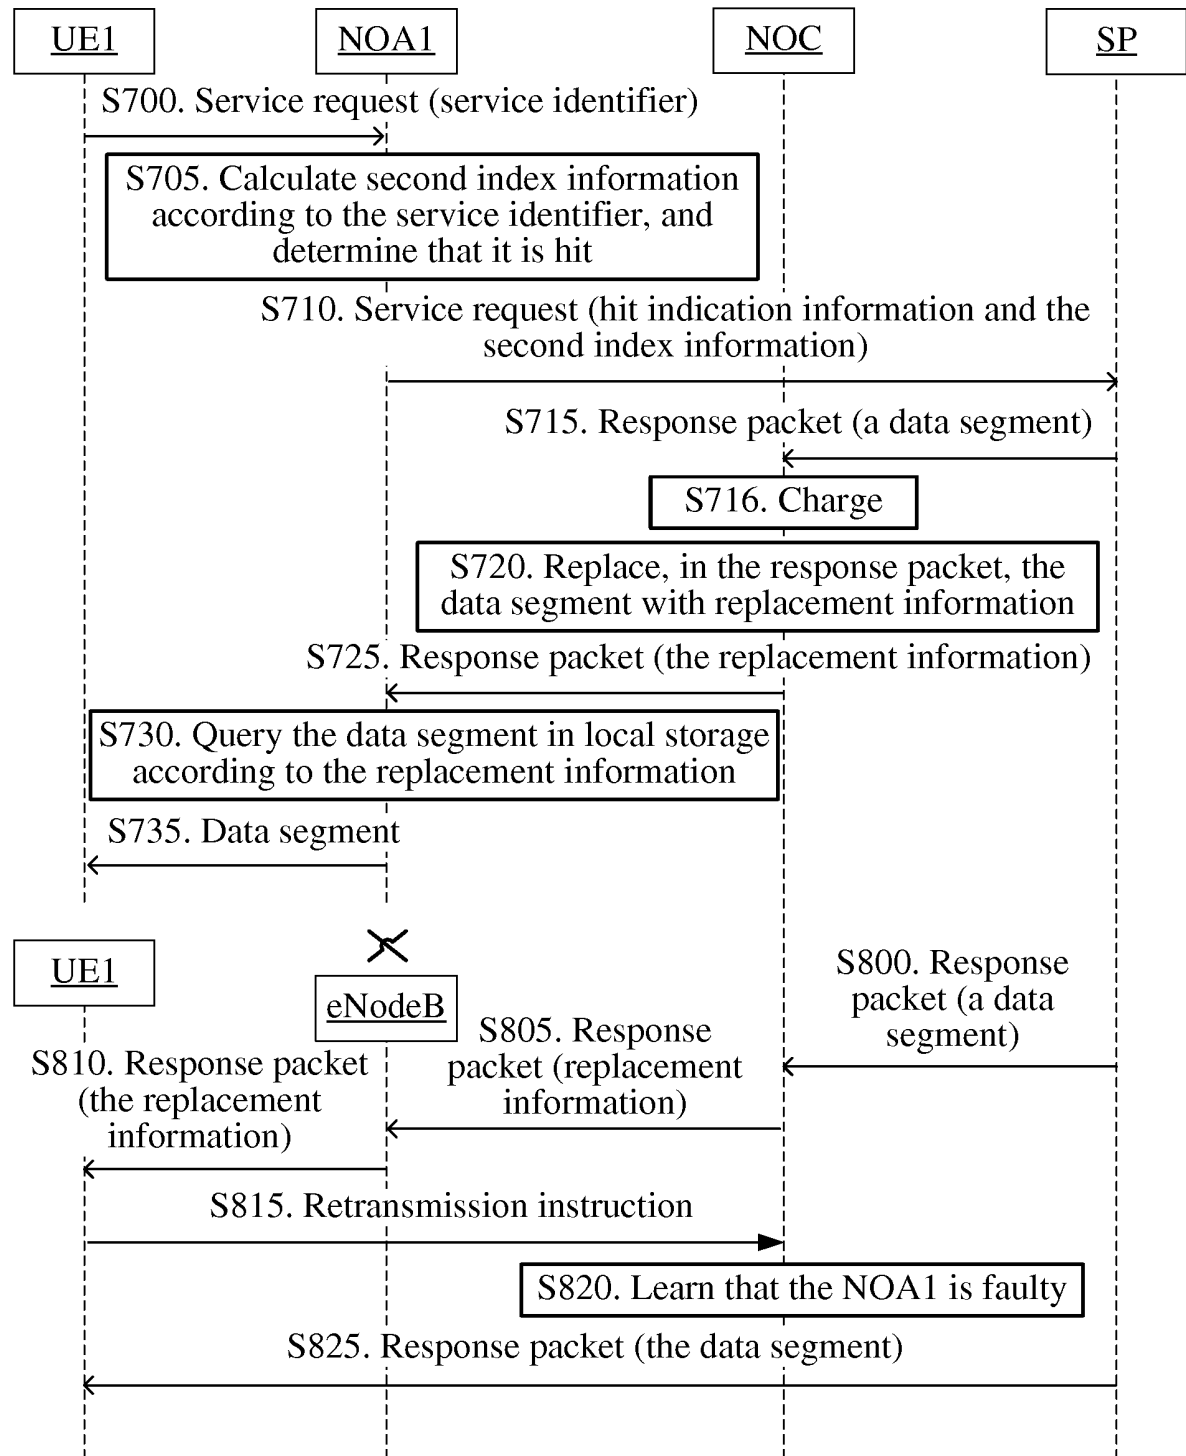 UE1
NOA1
NOC
SP
S700. Service request (service identifier)
S705. Calculate second index information
according to the service identifier, and
determine that it is hit
S710. Service request (hit indication information and the
second index information)
S715. Response packet (a data segment)
S716. Charge
S720. Replace, in the response packet, the
data segment with replacement information
S725. Response packet (the replacement information)
S730. Query the data segment in local storage
according to the replacement information
S735. Data segment
UE1
eNodeB
S800. Response
packet (a data
segment)
S805. Response
packet (replacement
information)
S810. Response packet
(the replacement
information)
S815. Retransmission instruction
S820. Learn that the NOA1 is faulty
S825. Response packet (the data segment)